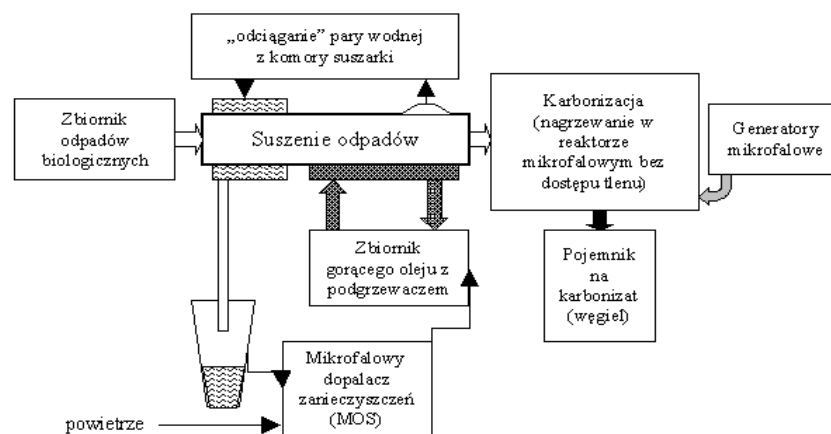 „odciąganie” pary wodnej
z komory suszarki
Zbiornik
odpadów
biologicznych
Suszenie odpadów
Karbonizacja
(nagrzewanie w
reaktorze
mikrofalowym bez
dostępu tlenu)
Generatory
mikrofalowe
Zbiornik
gorącego oleju z
podgrzewaczem
Pojemnik
na
karbonizat
(węgiel)
Mikrofalowy
dopalacz
zanieczyszczeń
(MOS)
powietrze